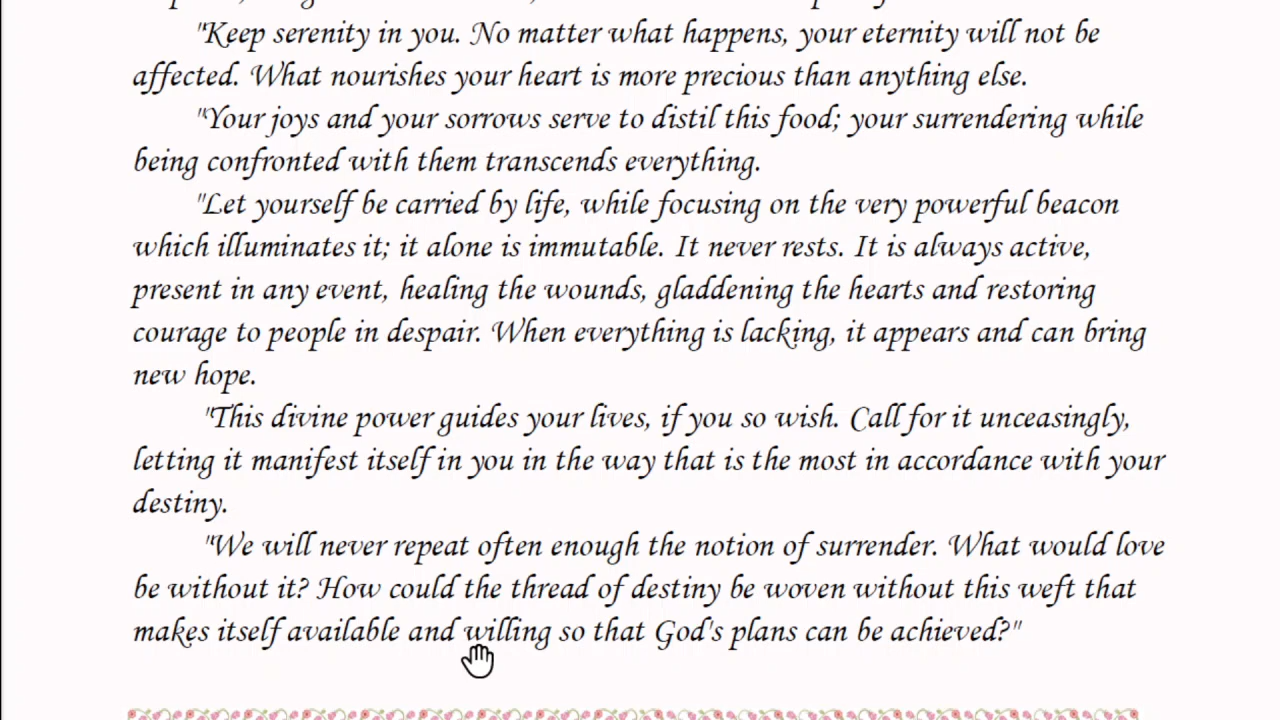 "Keep serenity in you. No matter what happens, your eternity will not be
affected. What nourishes your heart is more precious than anything else.
"Your joys and your sorrows serve to distil this food; your surrendering while
being confronted with them transcends everything.
"Let yourself be carried by life, while focusing on the very powerful beacon
which illuminates it; it alone is immutable. It never rests. It is always active,
present in any event, healing the wounds, gladdening the hearts and restoring
courage to people in despair. When everything is lacking, it appears and can bring
new hope.
"This divine power guides your lives, if you so wish. Call for it unceasingly,
letting it manifest itself in you in the way that is the most in accordance with your
destiny.
"We will never repeat often enough the notion of surrender. What would love
be without it? How could the thread of destiny be woven without this weft that
makes itself available and willing so that God's plans can be achieved?"